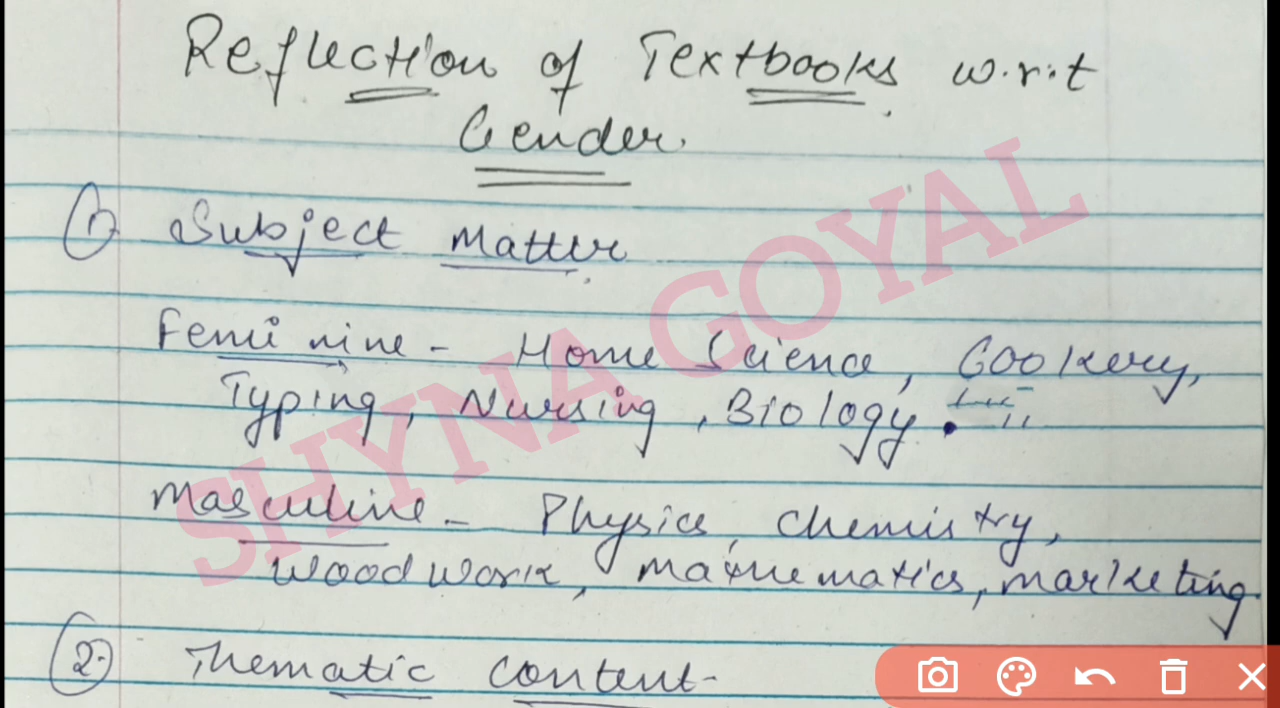 Reflection of Textbooks w.r.t
Gender.
1. Subject Matter
Feminine - Home Science, Cookery,
Typing, Nursing, Biology.
Masculine - Physics, Chemistry,
Woodwork, Mathematics, Marketing.
2. Thematic Content-
SHYNA GOYAL